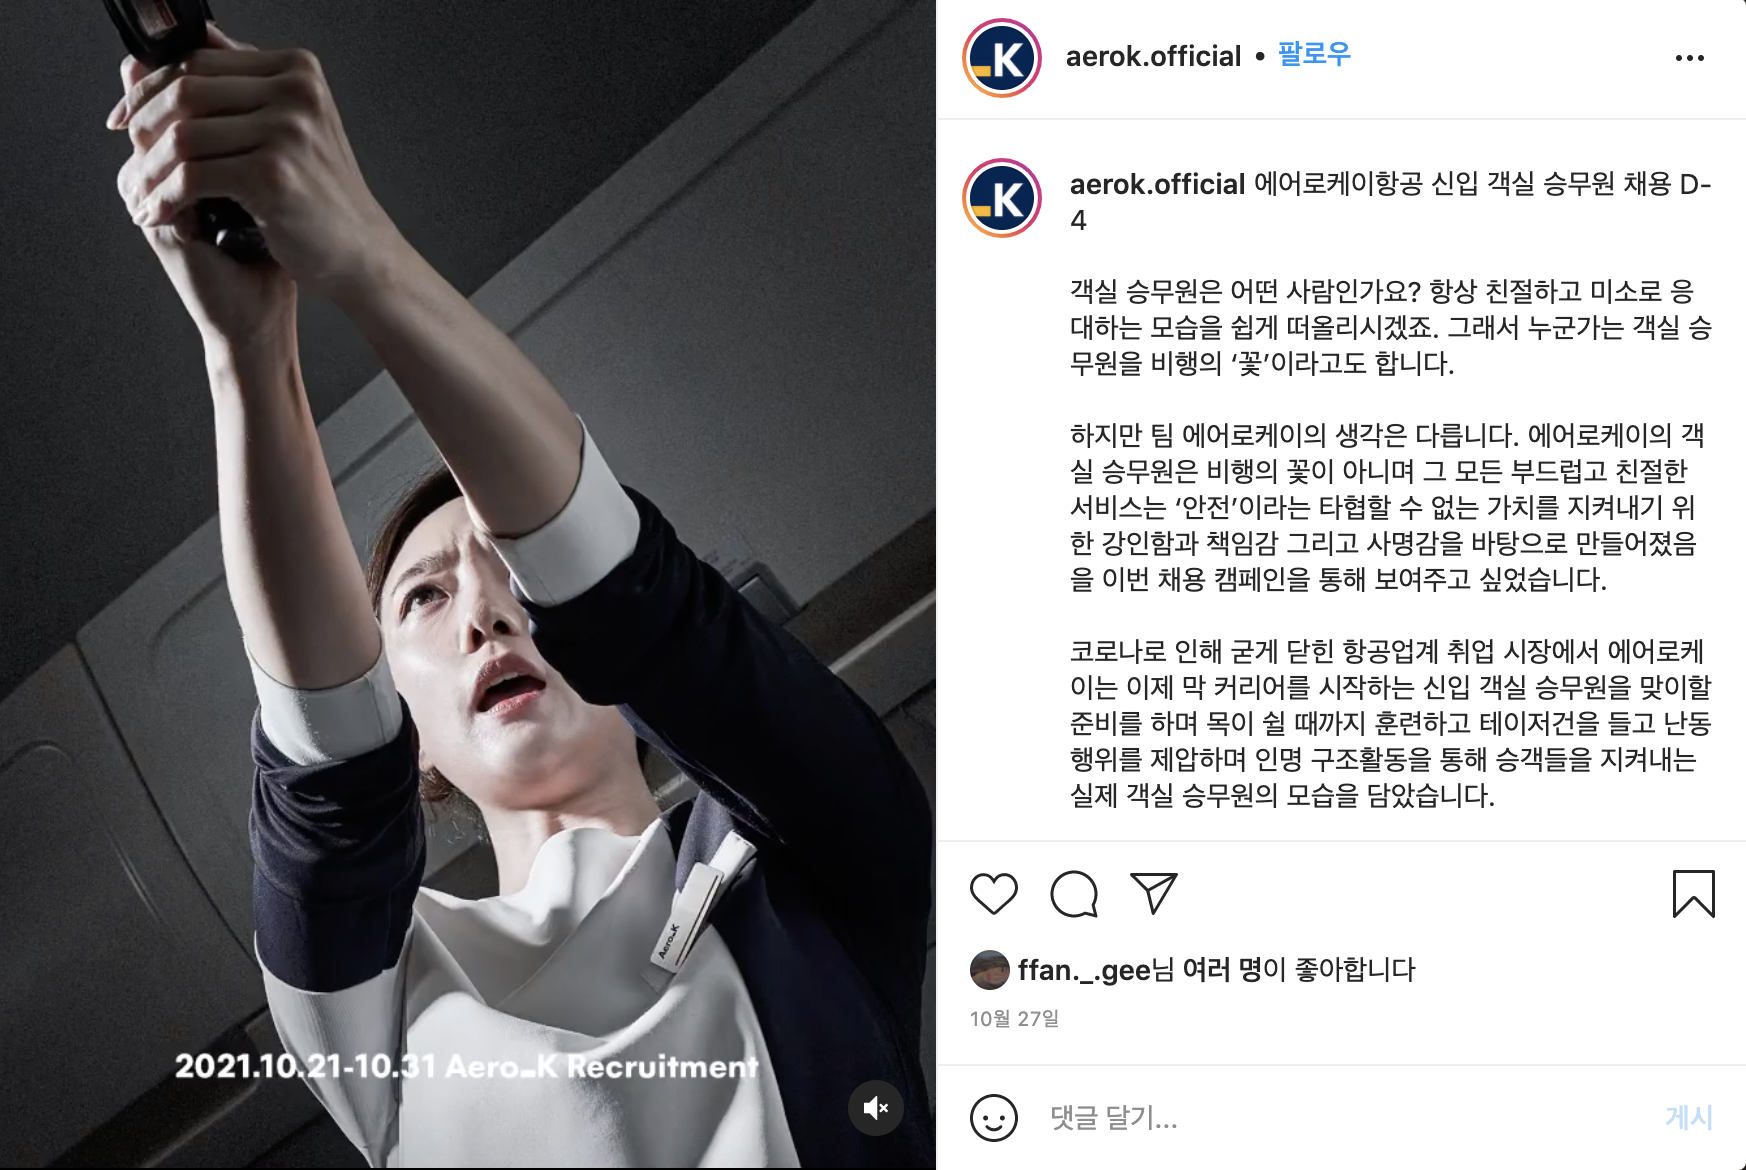 K aerok.official • 팔로우
K aerok.official 에어로케이항공 신입 객실 승무원 채용 D-
4
객실 승무원은 어떤 사람인가요? 항상 친절하고 미소로 응
대하는 모습을 쉽게 떠올리시겠죠. 그래서 누군가는 객실 승
무원을 비행의 ‘꽃’이라고도 합니다.
하지만 팀 에어로케이의 생각은 다릅니다. 에어로케이의 객
실 승무원은 비행의 꽃이 아니며 그 모든 부드럽고 친절한
서비스는 ‘안전’이라는 타협할 수 없는 가치를 지켜내기 위
한 강인함과 책임감 그리고 사명감을 바탕으로 만들어졌음
을 이번 채용 캠페인을 통해 보여주고 싶었습니다.
코로나로 인해 굳게 닫힌 항공업계 취업 시장에서 에어로케
이는 이제 막 커리어를 시작하는 신입 객실 승무원을 맞이할
준비를 하며 목이 쉴 때까지 훈련하고 테이저건을 들고 난동
행위를 제압하며 인명 구조활동을 통해 승객들을 지켜내는
실제 객실 승무원의 모습을 담았습니다.
ffan._.gee님 여러 명이 좋아합니다
10월 27일
댓글 달기...
게시
Aero_K
2021.10.21-10.31 Aero_K Recruitment